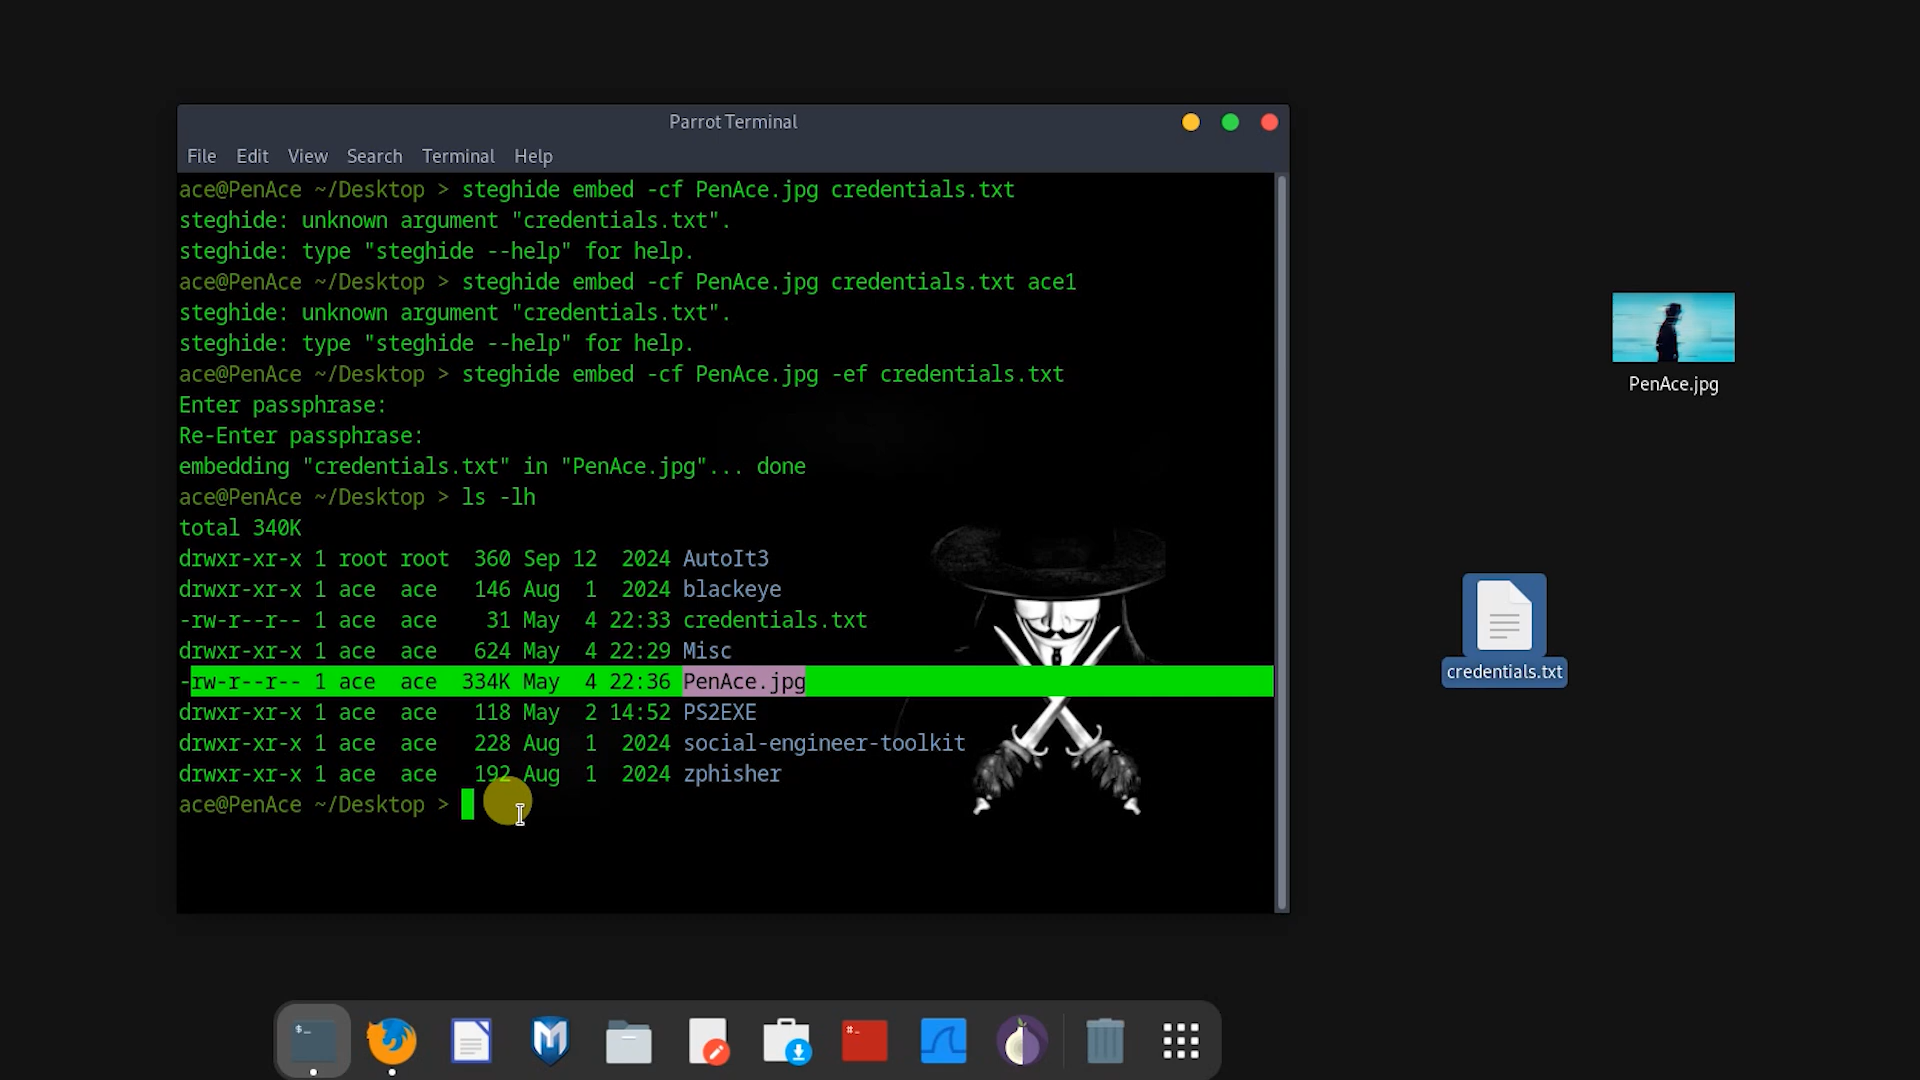 Parrot Terminal
File Edit View Search Terminal Help
ace@PenAce ~/Desktop > steghide embed -cf PenAce.jpg credentials.txt
steghide: unknown argument "credentials.txt".
steghide: type "steghide --help" for help.
ace@PenAce ~/Desktop > steghide embed -cf PenAce.jpg credentials.txt ace1
steghide: unknown argument "credentials.txt".
steghide: type "steghide --help" for help.
ace@PenAce ~/Desktop > steghide embed -cf PenAce.jpg -ef credentials.txt
Enter passphrase:
Re-Enter passphrase:
embedding "credentials.txt" in "PenAce.jpg"... done
ace@PenAce ~/Desktop > ls -lh
total 340K
drwxr-xr-x 1 root root  360 Sep 12  2024 AutoIt3
drwxr-xr-x 1 ace  ace   146 Aug  1  2024 blackeye
-rw-r--r-- 1 ace  ace    31 May  4 22:33 credentials.txt
drwxr-xr-x 1 ace  ace   624 May  4 22:29 Misc
-rw-r--r-- 1 ace  ace  334K May  4 22:36 PenAce.jpg
drwxr-xr-x 1 ace  ace   118 May  2 14:52 PS2EXE
drwxr-xr-x 1 ace  ace   228 Aug  1  2024 social-engineer-toolkit
drwxr-xr-x 1 ace  ace   192 Aug  1  2024 zphisher
ace@PenAce ~/Desktop >
PenAce.jpg
credentials.txt